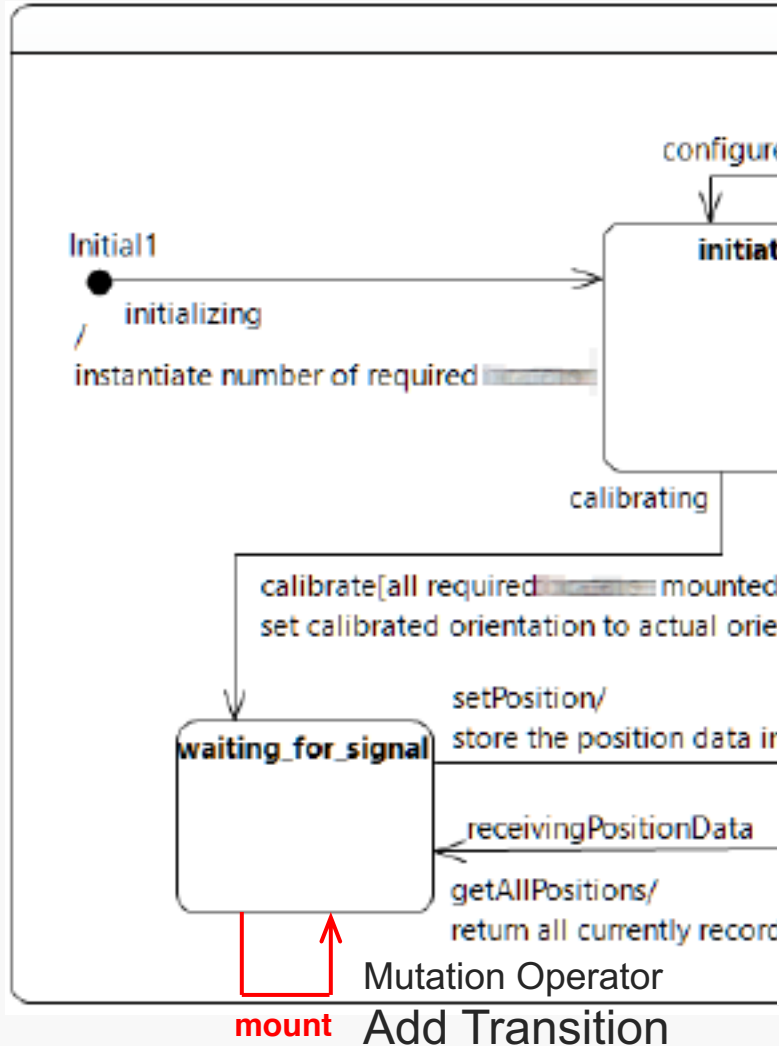 configure
initiat
Initial1
initializing
/
instantiate number of required
calibrating
calibrate[all required mounted
set calibrated orientation to actual orie
setPosition/
store the position data in
waiting_for_signal
receivingPositionData
getAllPositions/
return all currently record
Mutation Operator
mount Add Transition